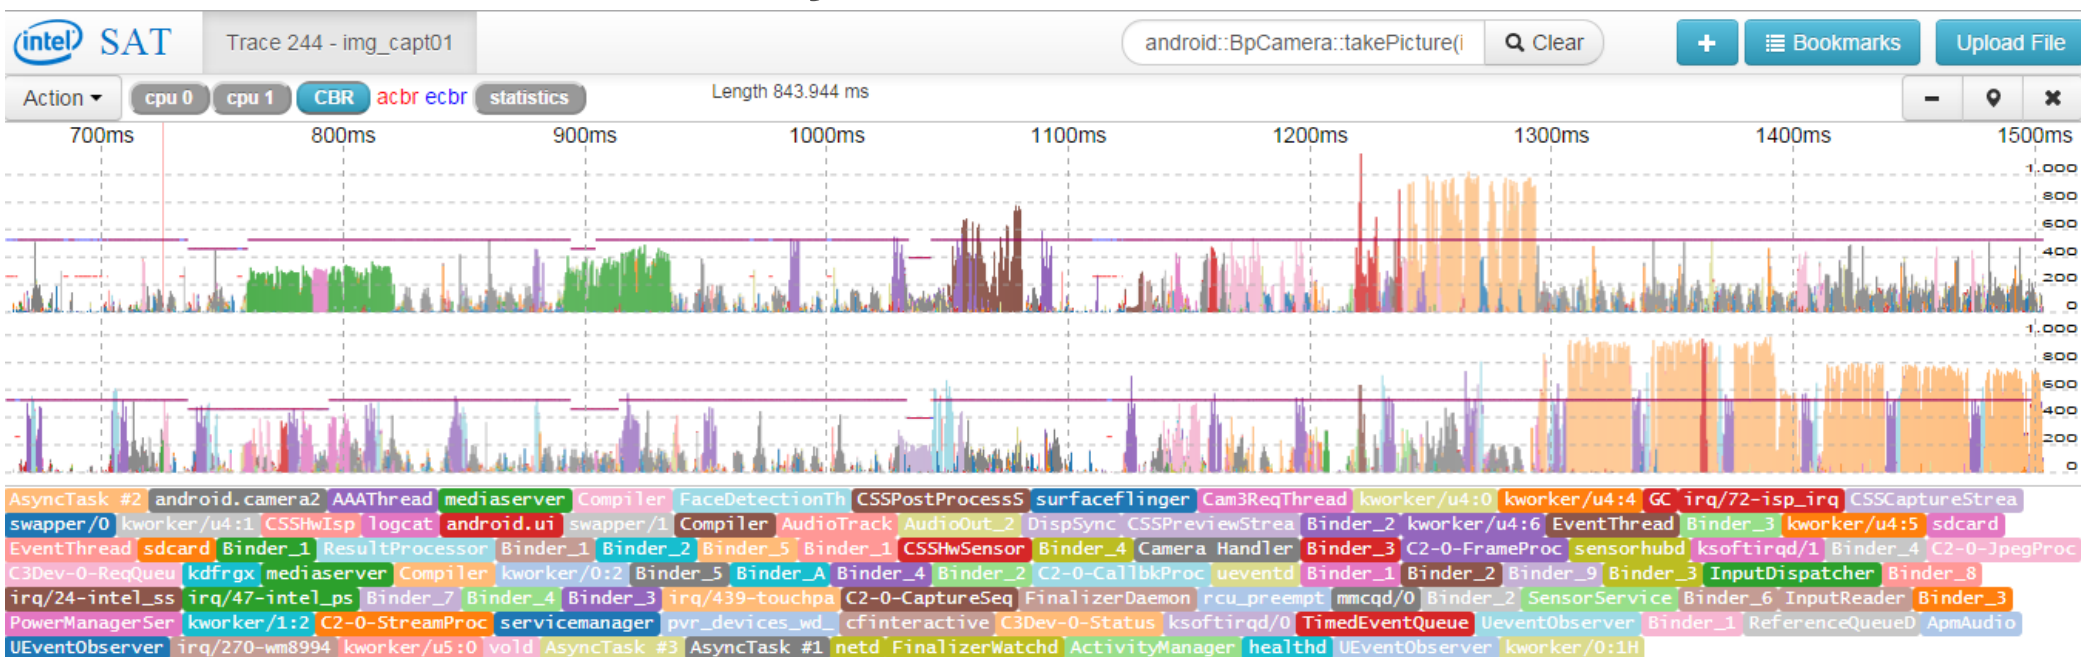 intel SAT Trace 244 - img_capt01 android::BpCamera::takePicture(i Clear + Bookmarks Upload File
Action cpu 0 cpu 1 CBR acbr ecbr statistics Length 843.944 ms
700ms 800ms 900ms 1000ms 1100ms 1200ms 1300ms 1400ms 1500ms
1.000
800
600
400
200
0
1.000
800
600
400
200
0
AsyncTask #2 android.camera2 AAAThread mediaserver Compiler FaceDetectionTh CSSPostProcessS surfaceflinger Cam3ReqThread kworker/u4:0 kworker/u4:4 GC irq/72-isp_irq CSSCaptureStrea
swapper/0 kworker/u4:1 CSSHwIsp logcat android.ui swapper/1 Compiler AudioTrack AudioOut_2 DispSync CSSPreviewStrea Binder_2 kworker/u4:6 EventThread Binder_3 kworker/u4:5 sdcard
EventThread sdcard Binder_1 ResultProcessor Binder_1 Binder_2 Binder_5 Binder_1 CSSHwSensor Binder_4 Camera Handler Binder_3 C2-0-FrameProc sensorhubd ksoftirqd/1 Binder_4 C2-0-JpegProc
C3Dev-0-ReqQueu kdfrgx mediaserver Compiler kworker/0:2 Binder_5 Binder_A Binder_4 Binder_2 C2-0-CallbkProc ueventd Binder_1 Binder_2 Binder_9 Binder_3 InputDispatcher Binder_8
irq/24-intel_ss irq/47-intel_ps Binder_7 Binder_4 Binder_3 irq/439-touchpa C2-0-CaptureSeq FinalizerDaemon rcu_preempt mmcqd/0 Binder_2 SensorService Binder_6 InputReader Binder_3
PowerManagerSer kworker/1:2 C2-0-StreamProc servicemanager pvr_devices_wd_ cfinteractive C3Dev-0-Status ksoftirqd/0 TimedEventQueue UeventObserver Binder_1 ReferenceQueueD ApmAudio
UEventObserver irq/270-wm8994 kworker/u5:0 vold AsyncTask #3 AsyncTask #1 netd FinalizerWatchd ActivityManager healthd UEventObserver kworker/0:1H